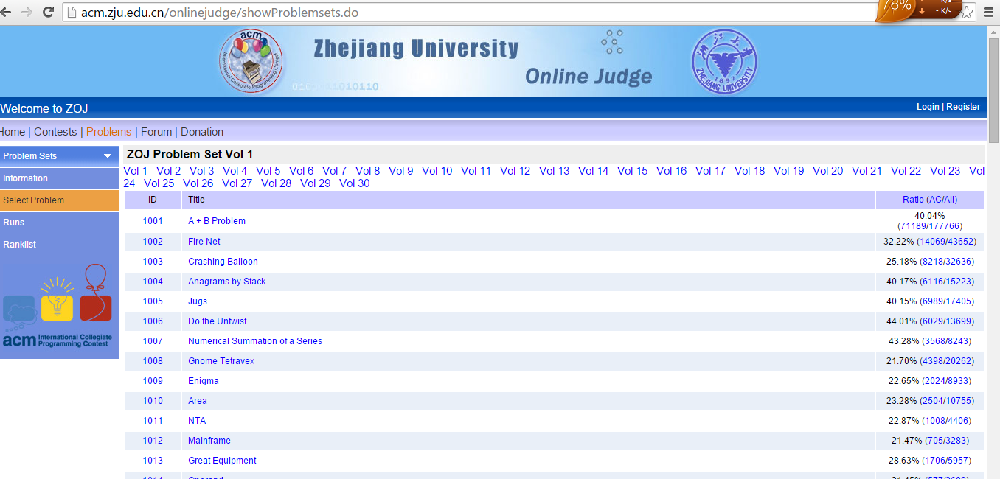 acm.zju.edu.cn/onlinejudge/showProblemsets.do
78%
K/s
- K/s
acm
International Collegiate Programming Contest
Zhejiang University
Online Judge
ZHEJIANG UNIVERSITY
1897
Welcome to ZOJ
Login | Register
Home | Contests | Problems | Forum | Donation
Problem Sets
Information
Select Problem
Runs
Ranklist
acm International Collegiate
Programming Contest
ZOJ Problem Set Vol 1
Vol 1 Vol 2 Vol 3 Vol 4 Vol 5 Vol 6 Vol 7 Vol 8 Vol 9 Vol 10 Vol 11 Vol 12 Vol 13 Vol 14 Vol 15 Vol 16 Vol 17 Vol 18 Vol 19 Vol 20 Vol 21 Vol 22 Vol 23 Vol
24 Vol 25 Vol 26 Vol 27 Vol 28 Vol 29 Vol 30
ID Title Ratio (AC/All)
1001 A + B Problem 40.04%
(71189/177766)
1002 Fire Net 32.22% (14069/43652)
1003 Crashing Balloon 25.18% (8218/32636)
1004 Anagrams by Stack 40.17% (6116/15223)
1005 Jugs 40.15% (6989/17405)
1006 Do the Untwist 44.01% (6029/13699)
1007 Numerical Summation of a Series 43.28% (3568/8243)
1008 Gnome Tetravex 21.70% (4398/20262)
1009 Enigma 22.65% (2024/8933)
1010 Area 23.28% (2504/10755)
1011 NTA 22.87% (1008/4406)
1012 Mainframe 21.47% (705/3283)
1013 Great Equipment 28.63% (1706/5957)
1014 Operand